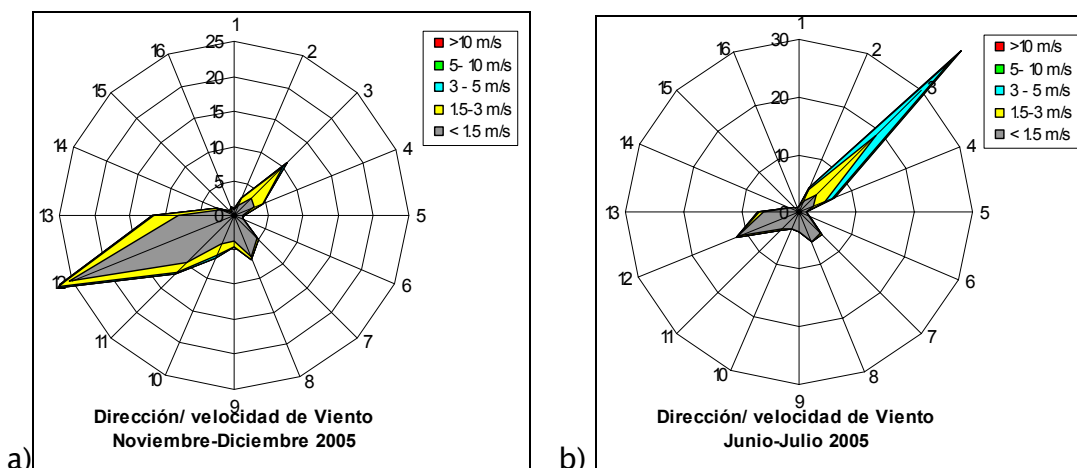 a)
1
2
3
4
5
6
7
8
9
10
11
12
13
14
15
16
25
20
15
10
5
0
>10 m/s
5- 10 m/s
3 - 5 m/s
1.5-3 m/s
< 1.5 m/s
Dirección/ velocidad de Viento
Noviembre-Diciembre 2005
b)
1
2
3
4
5
6
7
8
9
10
11
12
13
14
15
16
30
20
10
0
>10 m/s
5- 10 m/s
3 - 5 m/s
1.5-3 m/s
< 1.5 m/s
Dirección/ velocidad de Viento
Junio-Julio 2005